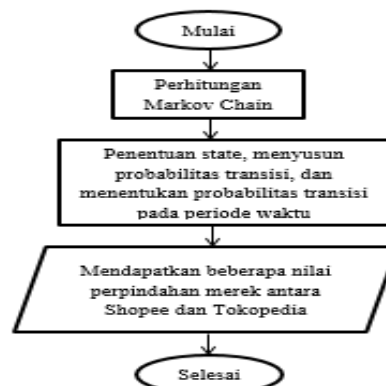 Mulai
Perhitungan
Markov Chain
Penentuan state, menyusun
probabilitas transisi, dan
menentukan probabilitas transisi
pada periode waktu
Mendapatkan beberapa nilai
perpindahan merek antara
Shopee dan Tokopedia
Selesai